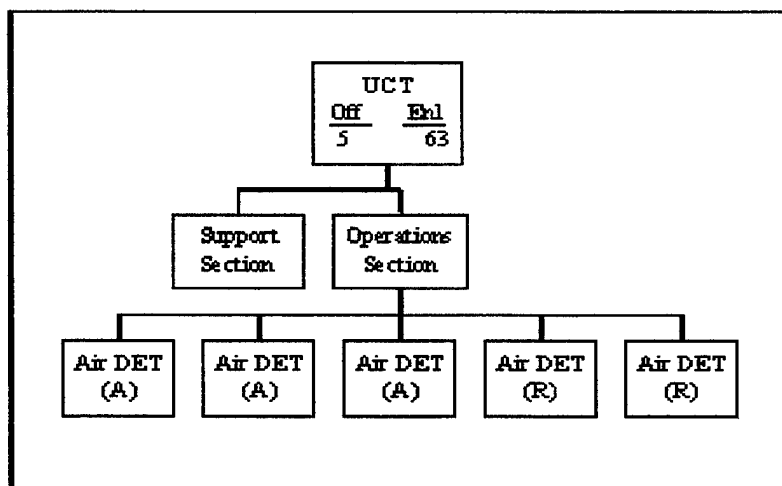 UCT
Off Enl
5 63
Support
Section
Operations
Section
Air DET
(A)
Air DET
(A)
Air DET
(A)
Air DET
(R)
Air DET
(R)